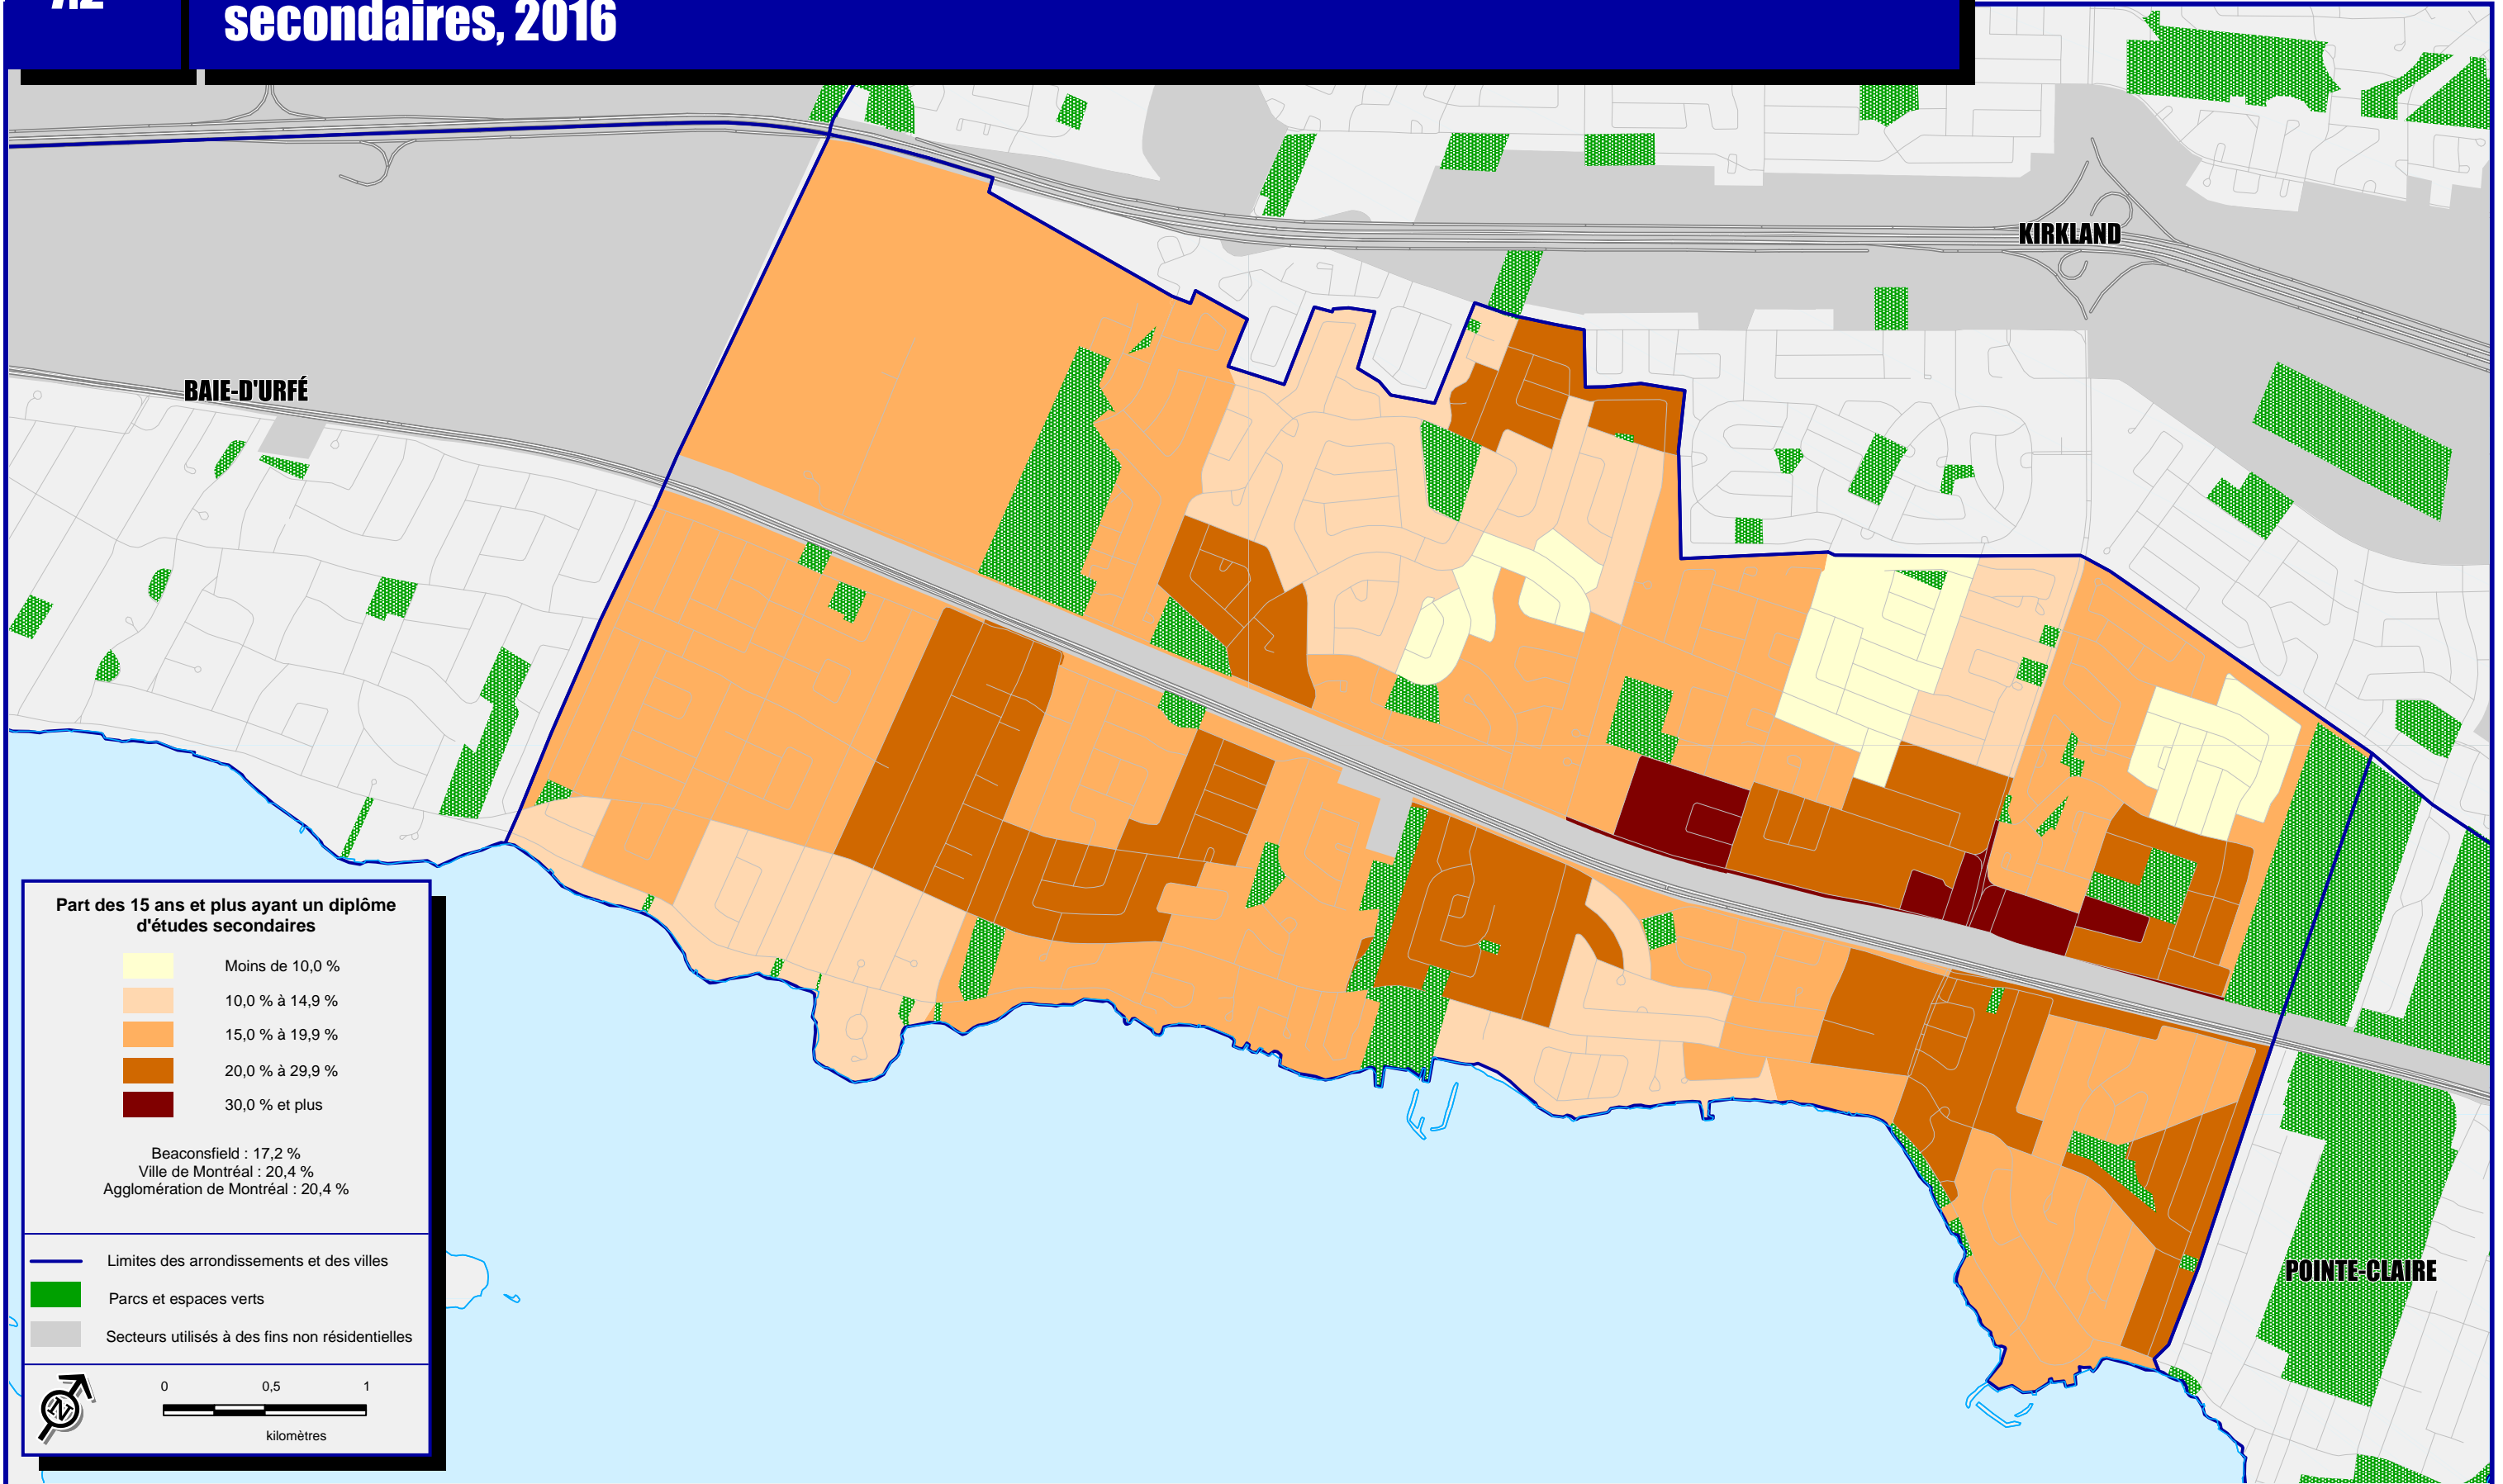 secondaires, 2016
KIRKLAND
BAIE-D'URFÉ
POINTE-CLAIRE
Part des 15 ans et plus ayant un diplôme
d'études secondaires
Moins de 10,0 %
10,0 % à 14,9 %
15,0 % à 19,9 %
20,0 % à 29,9 %
30,0 % et plus
Beaconsfield : 17,2 %
Ville de Montréal : 20,4 %
Agglomération de Montréal : 20,4 %
Limites des arrondissements et des villes
Parcs et espaces verts
Secteurs utilisés à des fins non résidentielles
N
0 0,5 1
kilomètres